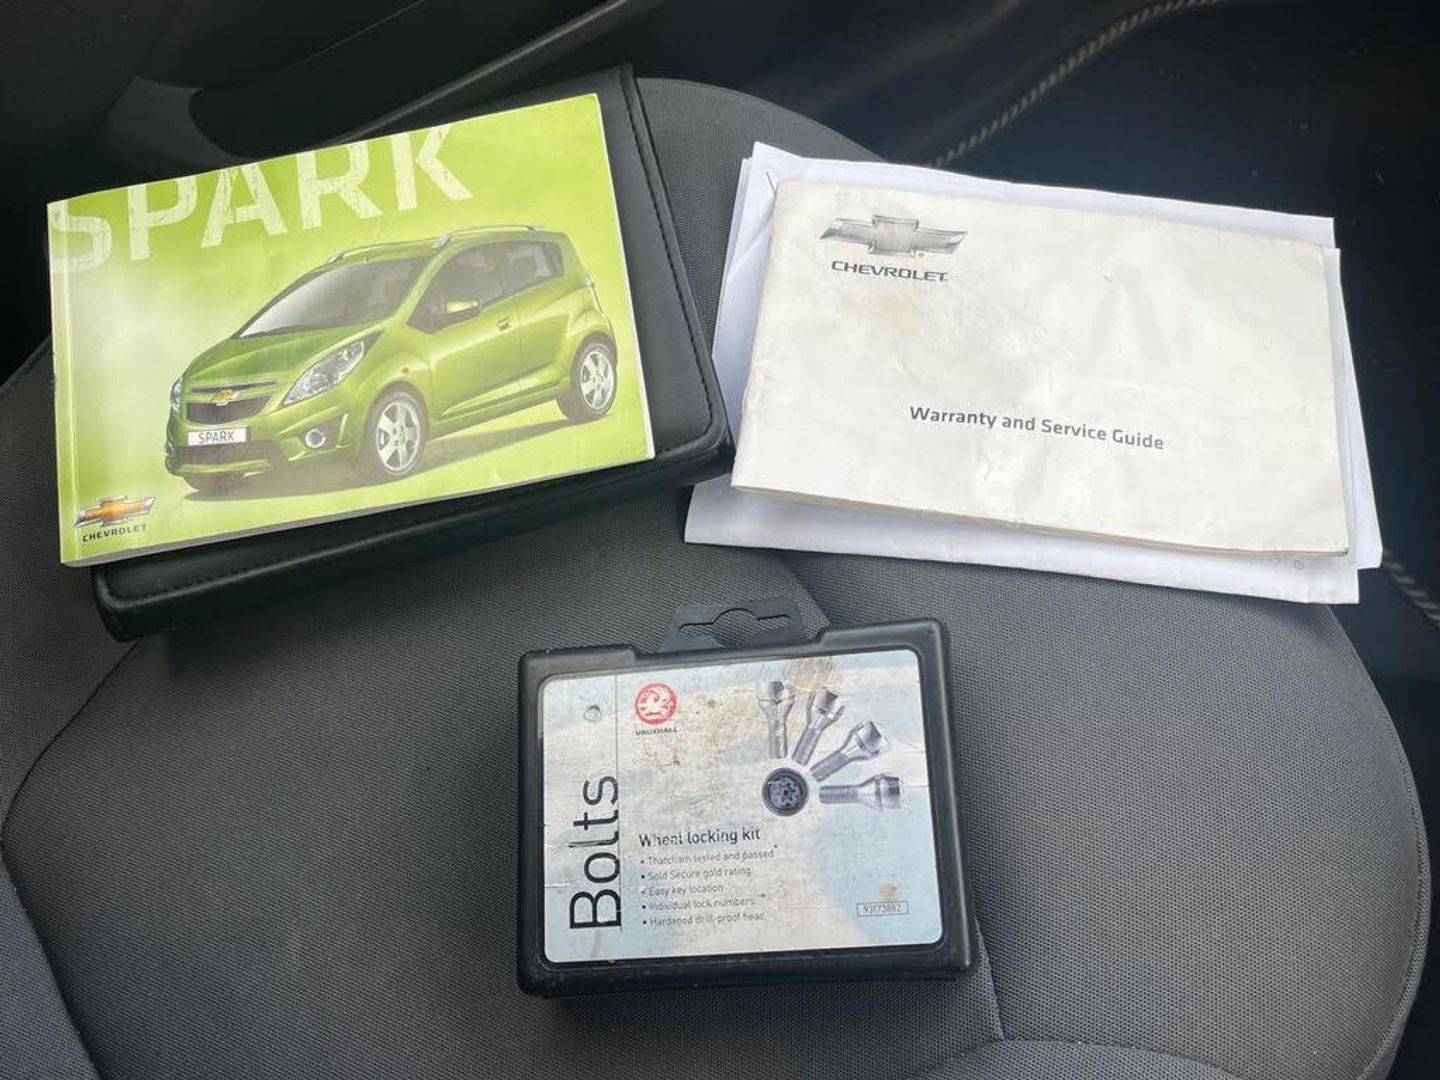 SPARK
SPARK
CHEVROLET
CHEVROLET
Warranty and Service Guide
VAUXHALL
Bolts
Wheel locking kit
• Thatcham tested and passed
• Sold Secure gold rating
• Easy key location
• Individual lock numbers
• Hardened drill-proof head
93173882